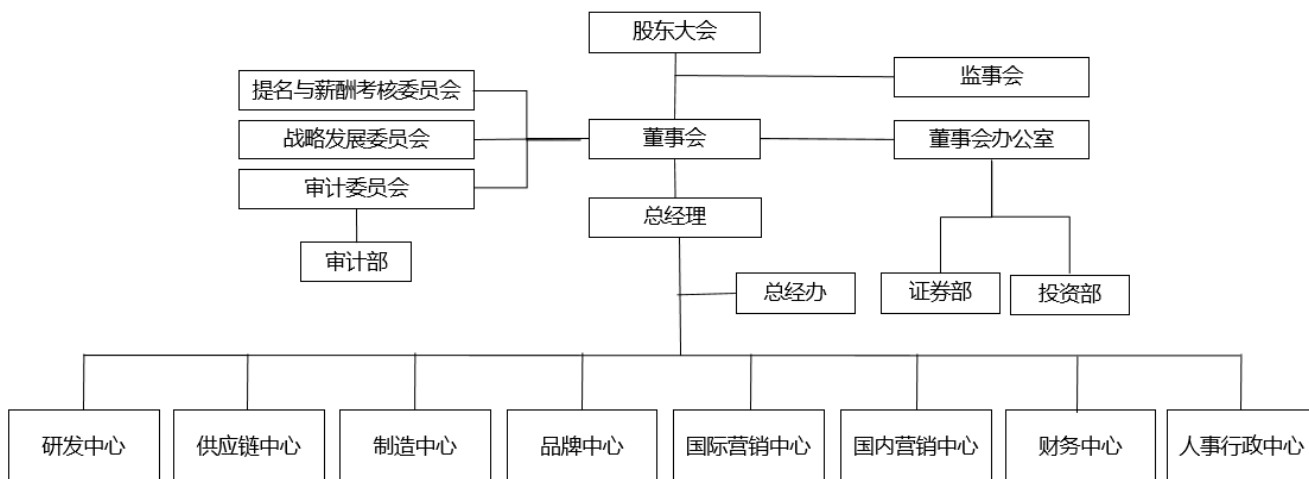 股东大会
监事会
提名与薪酬考核委员会
战略发展委员会
董事会
董事会办公室
审计委员会
总经理
审计部
总经办
证券部
投资部
研发中心
供应链中心
制造中心
品牌中心
国际营销中心
国内营销中心
财务中心
人事行政中心